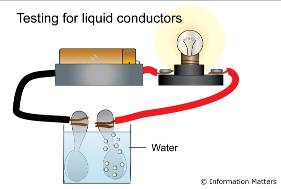 Testing for liquid conductors
Water
© Information Matters